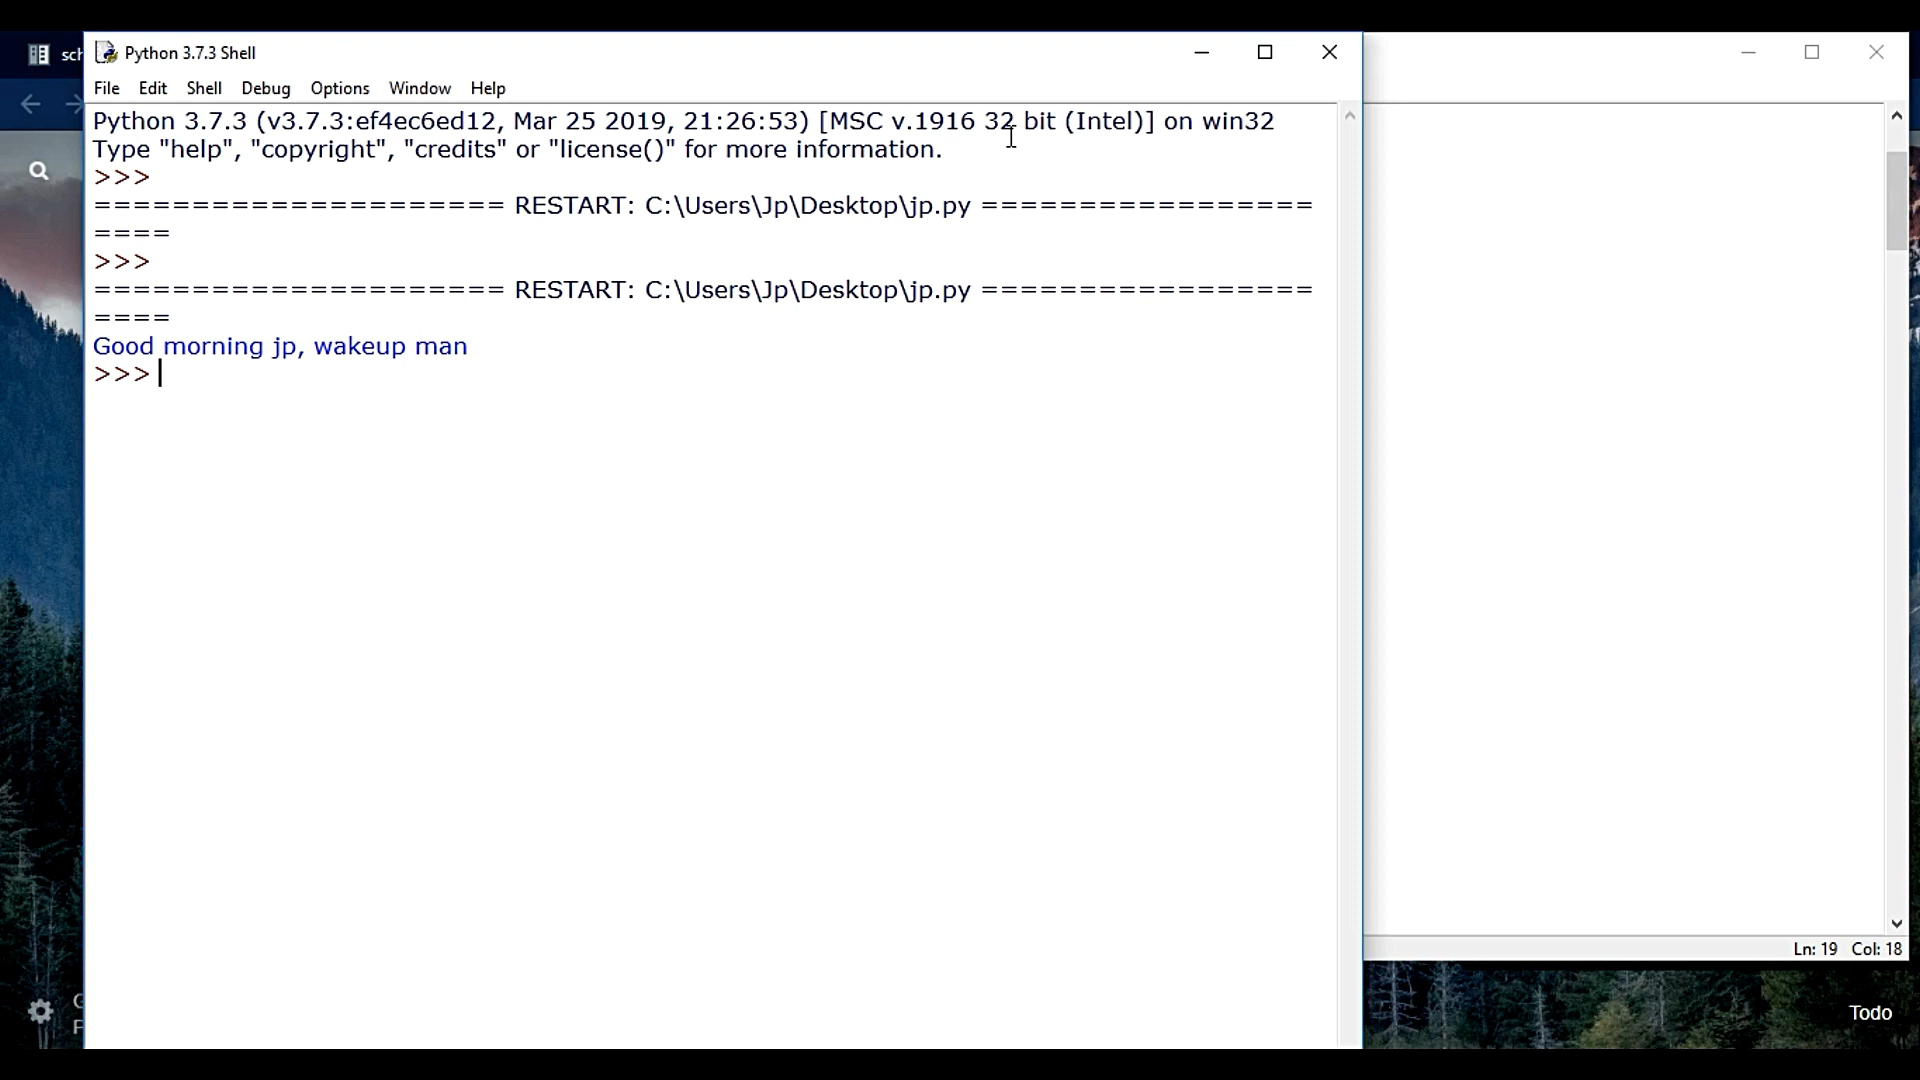 sch
Python 3.7.3 Shell
File Edit Shell Debug Options Window Help
Python 3.7.3 (v3.7.3:ef4ec6ed12, Mar 25 2019, 21:26:53) [MSC v.1916 32 bit (Intel)] on win32
Type "help", "copyright", "credits" or "license()" for more information.
>>>
===================== RESTART: C:\Users\Jp\Desktop\jp.py =================
====
>>>
===================== RESTART: C:\Users\Jp\Desktop\jp.py =================
====
Good morning jp, wakeup man
>>>
Ln: 19 Col: 18
Todo